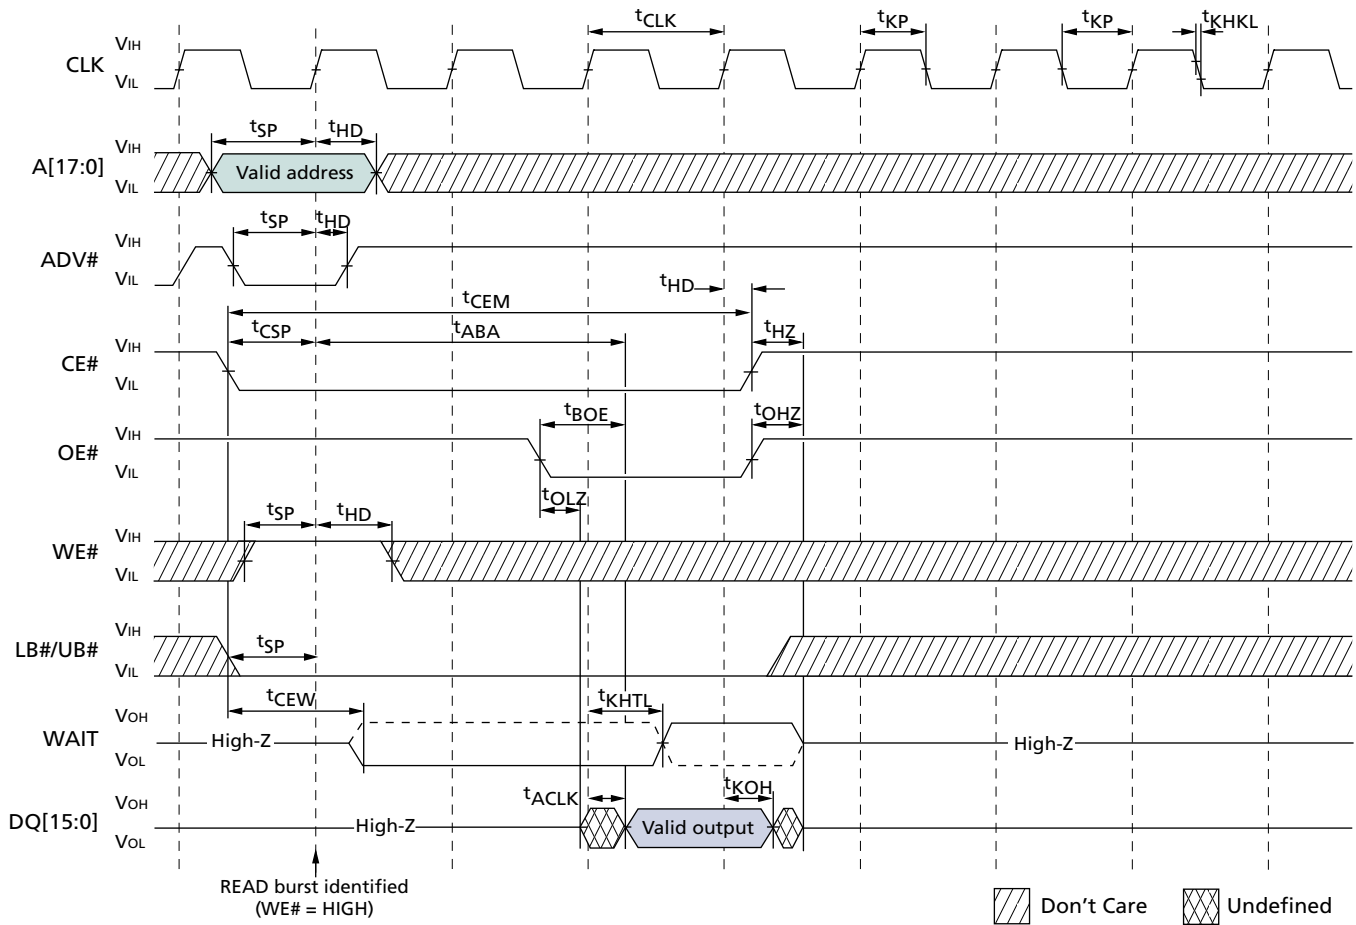 tCLK
tKP
tKP
tKHKL
CLK
VIH
VIL
tSP
tHD
A[17:0]
VIH
VIL
Valid address
tSP
tHD
ADV#
VIH
VIL
tHD
tCEM
tCSP
tABA
tHZ
CE#
VIH
VIL
tBOE
tOHZ
OE#
VIH
VIL
tOLZ
tSP
tHD
WE#
VIH
VIL
LB#/UB#
VIH
VIL
tSP
tCEW
tKHTL
WAIT
VOH
VOL
High-Z
High-Z
tACLK
tKOH
DQ[15:0]
VOH
VOL
High-Z
Valid output
READ burst identified
(WE# = HIGH)
Don't Care
Undefined